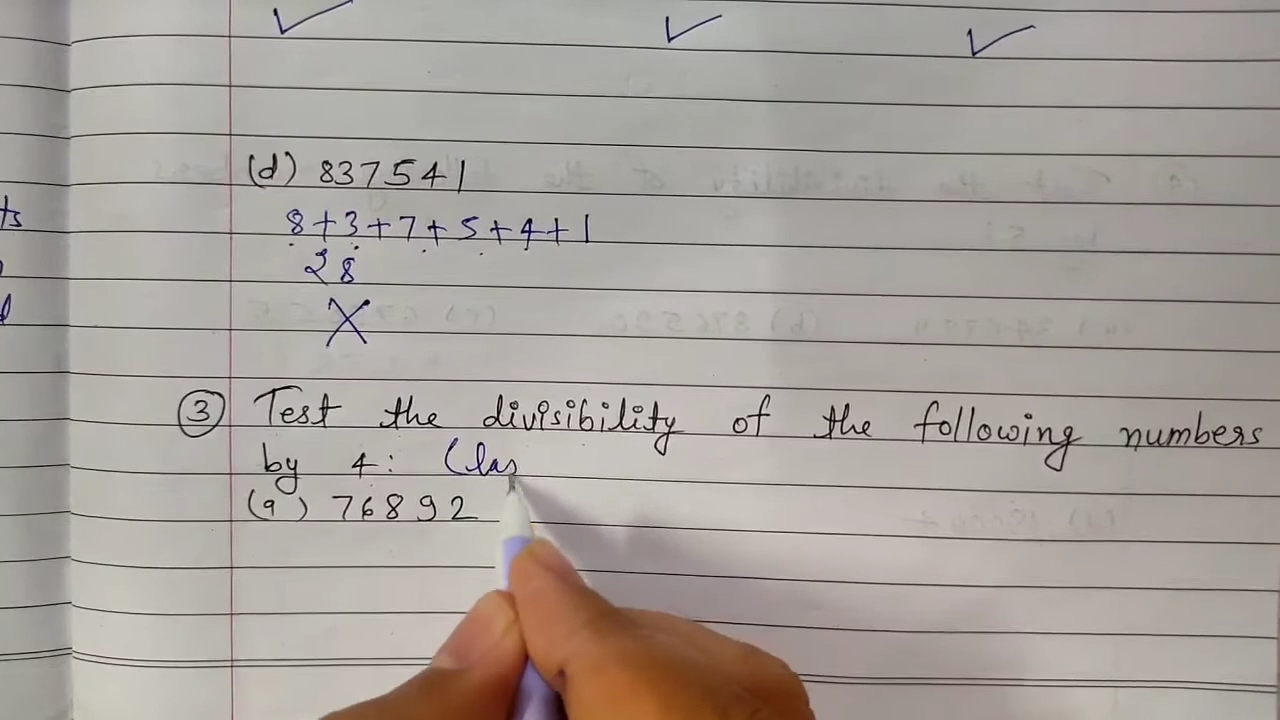 (d) 837541
8+3+7+5+4+1
28
③ Test the divisibility of the following numbers
by 4: (las
(a) 76892